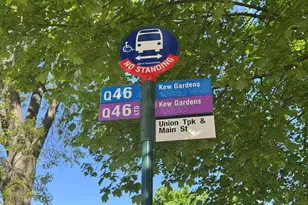 NO STANDING
Q46 Kew Gardens
Q46 LTD Kew Gardens
Union Tpk &
Main St